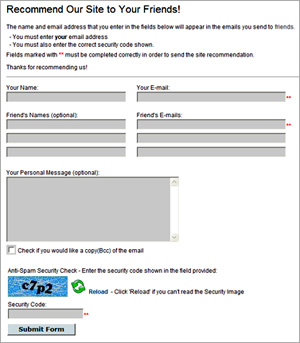 Recommend Our Site to Your Friends!
The name and email address that you enter in the fields below will appear in the emails you send to friends.
- You must enter your email address
- You must also enter the correct security code shown.
Fields marked with ** must be completed correctly in order to send the site recommendation.
Thanks for recommending us!
Your Name: Your E-mail:
**
Friend's Names (optional): Friend's E-mails:
**
Your Personal Message (optional):
Check if you would like a copy(Bcc) of the email
Anti-Spam Security Check - Enter the security code shown in the field provided:
c7p2 Reload - Click 'Reload' if you can't read the Security Image
Security Code:
**
Submit Form